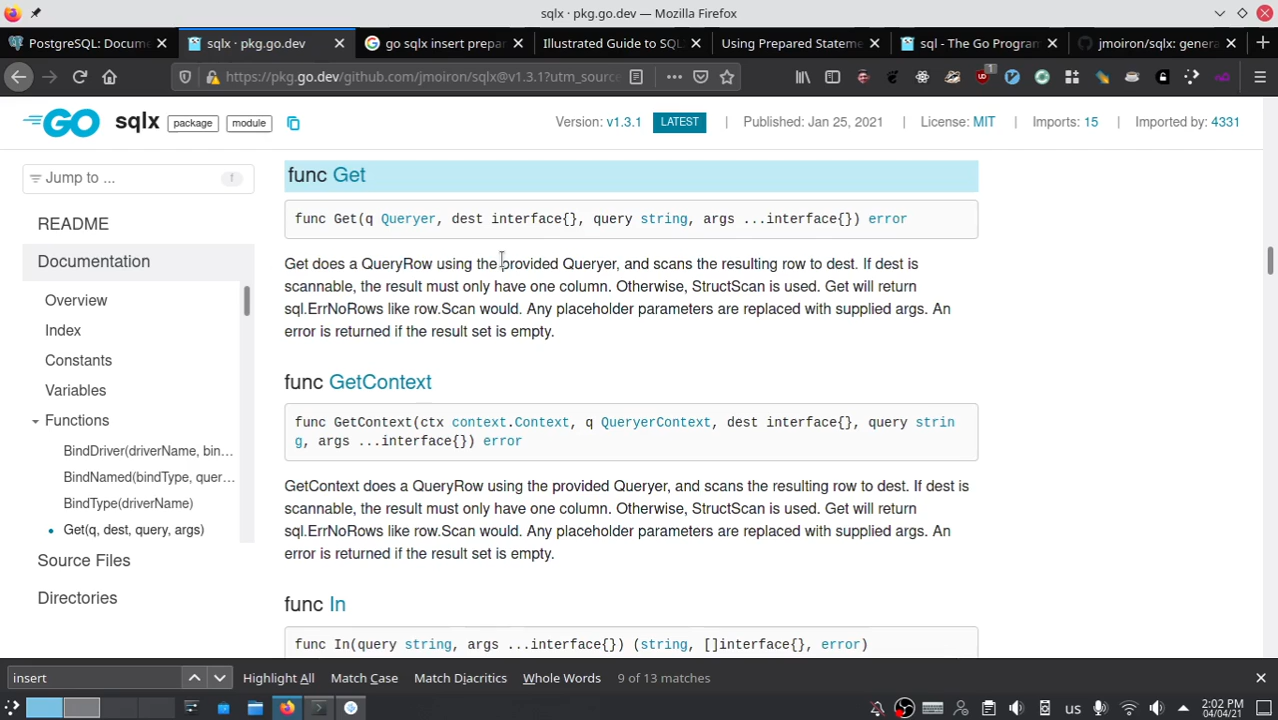 sqlx · pkg.go.dev — Mozilla Firefox
PostgreSQL: Docume
sqlx · pkg.go.dev
go sqlx insert prepar
Illustrated Guide to SQL
Using Prepared Stateme
sql - The Go Program
jmoiron/sqlx: genera
https://pkg.go.dev/github.com/jmoiron/sqlx@v1.3.1?utm_source
1
GO
sqlx
package
module
Version: v1.3.1
LATEST
Published: Jan 25, 2021
License: MIT
Imports: 15
Imported by: 4331
Jump to ...
f
README
Documentation
Overview
Index
Constants
Variables
Functions
BindDriver(driverName, bin...
BindNamed(bindType, quer...
BindType(driverName)
Get(q, dest, query, args)
Source Files
Directories
func Get
func Get(q Queryer, dest interface{}, query string, args ...interface{}) error
Get does a QueryRow using the provided Queryer, and scans the resulting row to dest. If dest is
scannable, the result must only have one column. Otherwise, StructScan is used. Get will return
sql.ErrNoRows like row.Scan would. Any placeholder parameters are replaced with supplied args. An
error is returned if the result set is empty.
func GetContext
func GetContext(ctx context.Context, q QueryerContext, dest interface{}, query strin
g, args ...interface{}) error
GetContext does a QueryRow using the provided Queryer, and scans the resulting row to dest. If dest is
scannable, the result must only have one column. Otherwise, StructScan is used. Get will return
sql.ErrNoRows like row.Scan would. Any placeholder parameters are replaced with supplied args. An
error is returned if the result set is empty.
func In
func In(query string, args ...interface{}) (string, []interface{}, error)
insert
Highlight All
Match Case
Match Diacritics
Whole Words
9 of 13 matches
us
2:02 PM
04/04/21